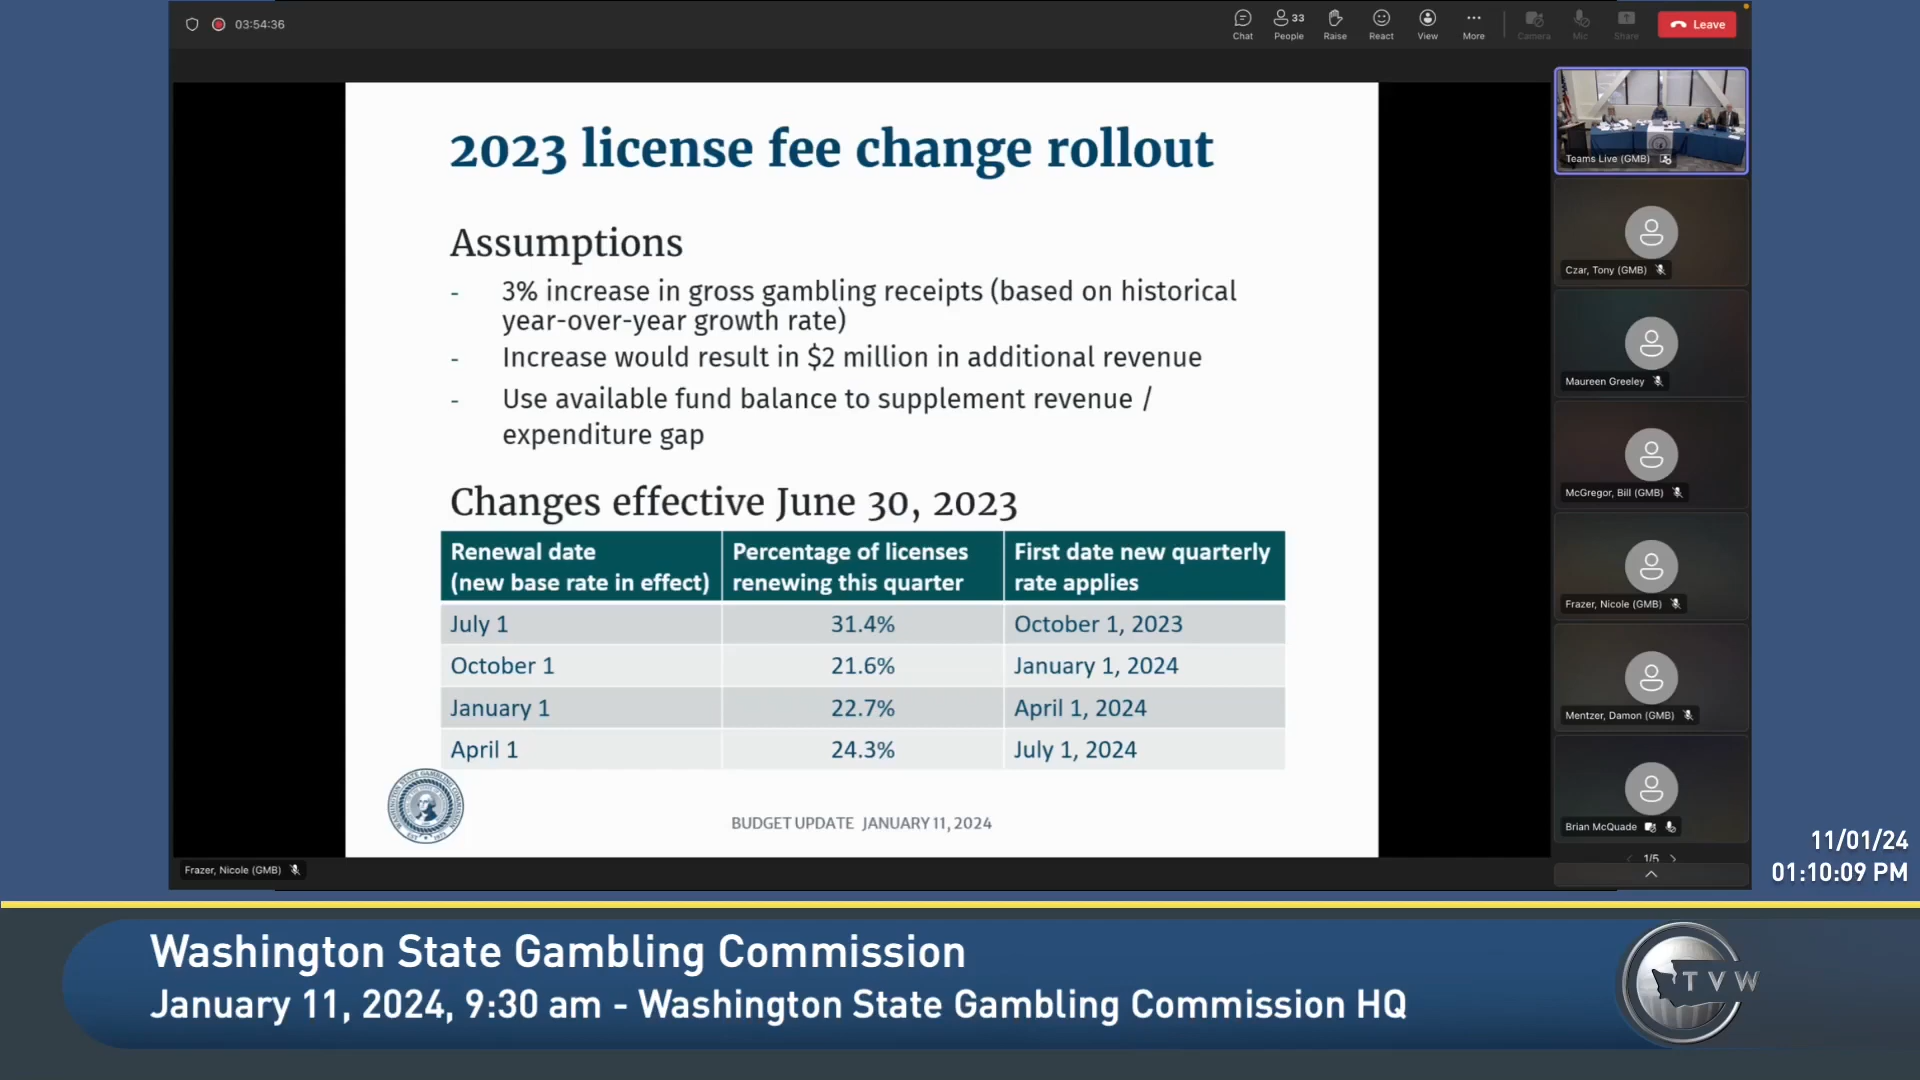 03:54:36
Chat
33
People
Raise
React
View
More
Camera
Mic
Share
Leave
2023 license fee change rollout
Assumptions
- 3% increase in gross gambling receipts (based on historical
year-over-year growth rate)
- Increase would result in $2 million in additional revenue
- Use available fund balance to supplement revenue /
expenditure gap
Changes effective June 30, 2023
Renewal date
(new base rate in effect)
Percentage of licenses
renewing this quarter
First date new quarterly
rate applies
July 1 31.4% October 1, 2023
October 1 21.6% January 1, 2024
January 1 22.7% April 1, 2024
April 1 24.3% July 1, 2024
WASHINGTON STATE GAMBLING COMMISSION
BUDGET UPDATE JANUARY 11, 2024
Frazer, Nicole (GMB)
Teams Live (GMB)
Czar, Tony (GMB)
Maureen Greeley
McGregor, Bill (GMB)
Frazer, Nicole (GMB)
Mentzer, Damon (GMB)
Brian McQuade
1/5
11/01/24
01:10:09 PM
Washington State Gambling Commission
January 11, 2024, 9:30 am - Washington State Gambling Commission HQ
TVW